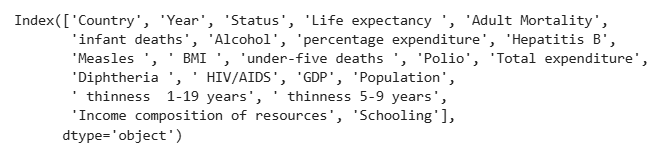 Index(['Country', 'Year', 'Status', 'Life expectancy ', 'Adult Mortality',
       'infant deaths', 'Alcohol', 'percentage expenditure', 'Hepatitis B',
       'Measles ', ' BMI ', 'under-five deaths ', 'Polio', 'Total expenditure',
       'Diphtheria ', ' HIV/AIDS', 'GDP', 'Population',
       ' thinness  1-19 years', ' thinness 5-9 years',
       'Income composition of resources', 'Schooling'],
      dtype='object')